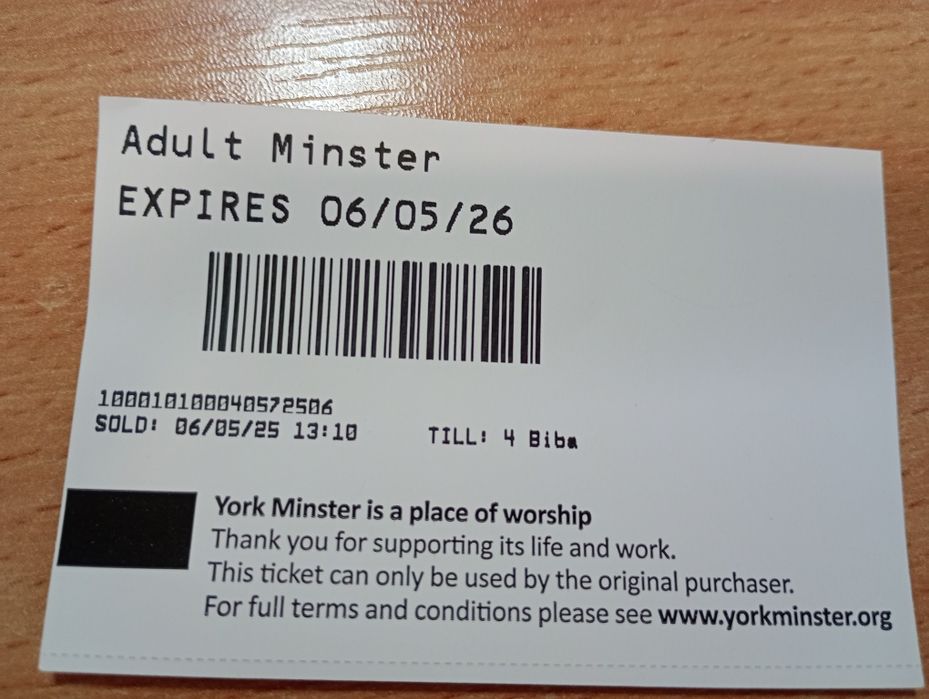 Adult Minster
EXPIRES 06/05/26
100010100040572506
SOLD: 06/05/25 13:10 TILL: 4 Biba
York Minster is a place of worship
Thank you for supporting its life and work.
This ticket can only be used by the original purchaser.
For full terms and conditions please see www.yorkminster.org